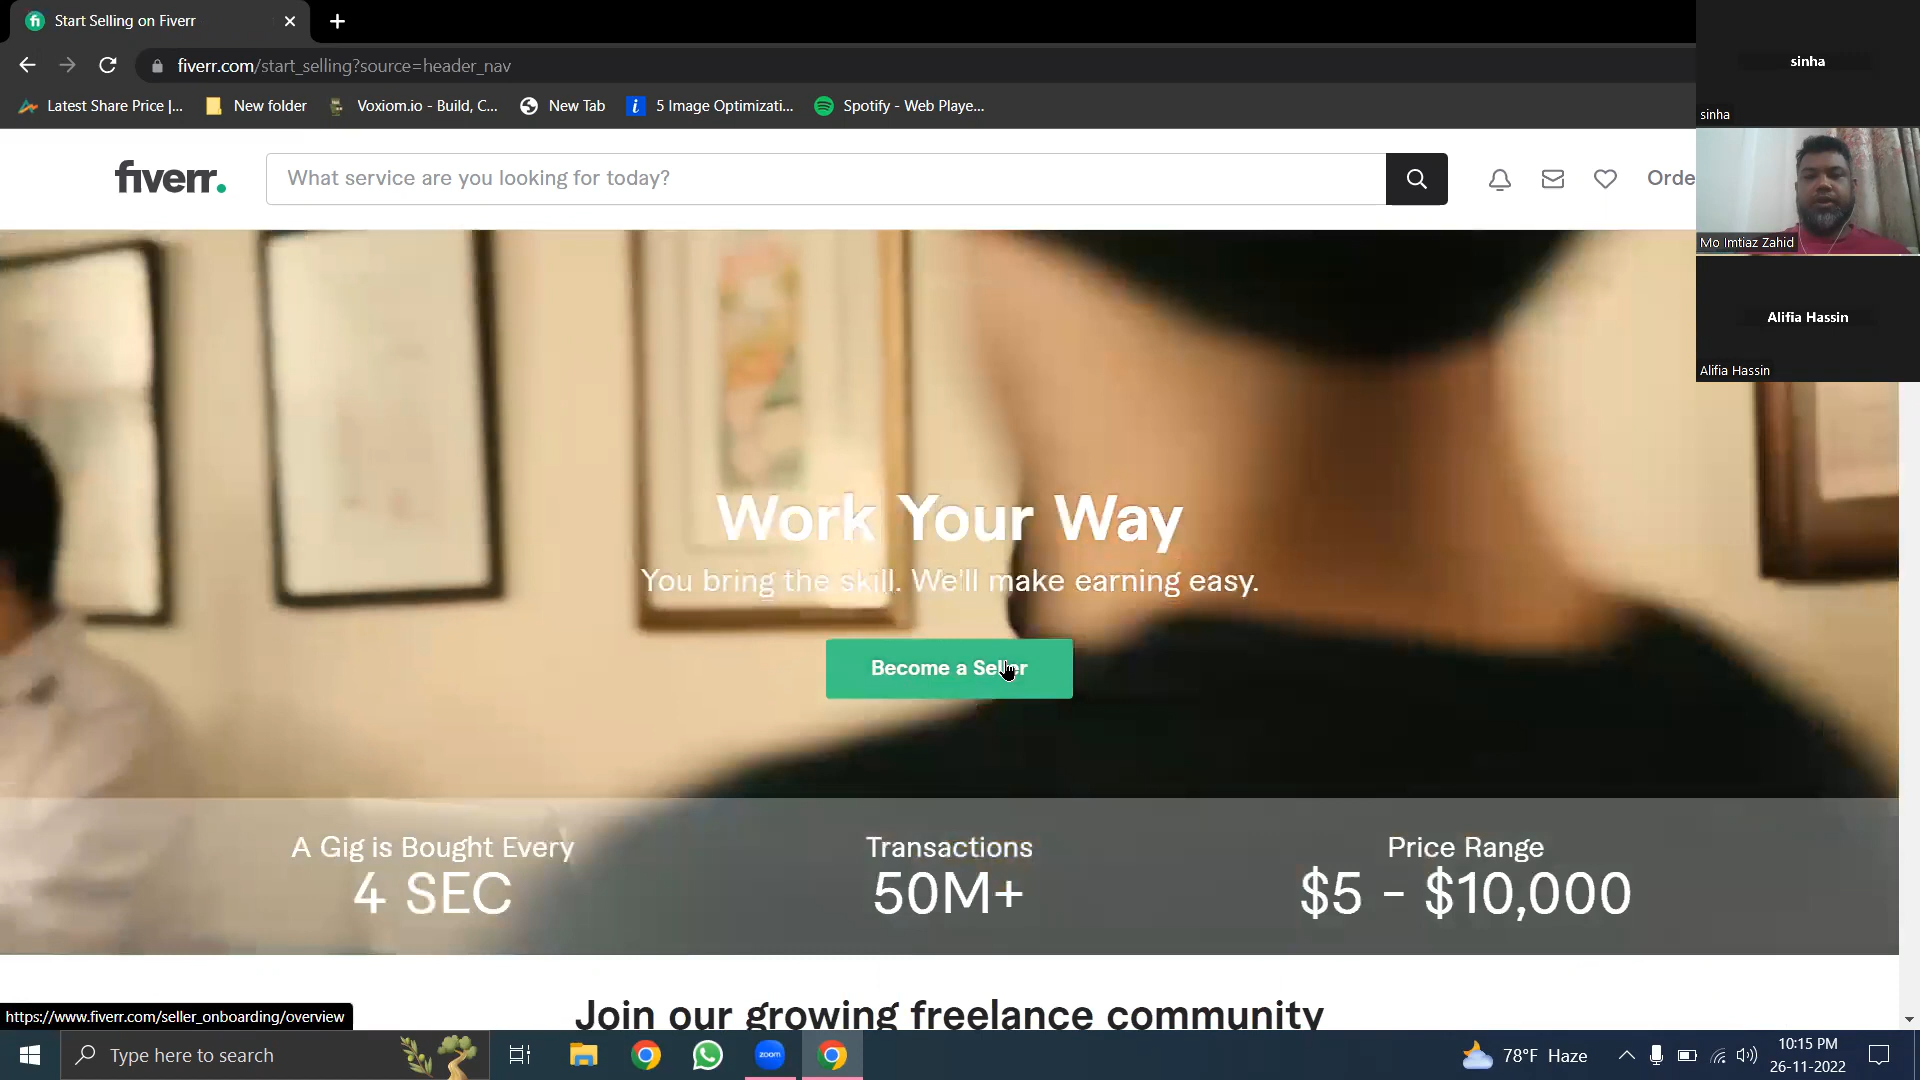 Start Selling on Fiverr
fiverr.com/start_selling?source=header_nav
Latest Share Price |... New folder Voxiom.io - Build, C... New Tab 5 Image Optimizati... Spotify - Web Playe...
sinha
sinha
Mo Imtiaz Zahid
Alifia Hassin
Alifia Hassin
fiverr. What service are you looking for today? Orde
Work Your Way
You bring the skill. We'll make earning easy.
Become a Seller
A Gig is Bought Every Transactions Price Range
4 SEC 50M+ $5 - $10,000
Join our growing freelance community
https://www.fiverr.com/seller_onboarding/overview
Type here to search zoom 78°F Haze 10:15 PM
26-11-2022